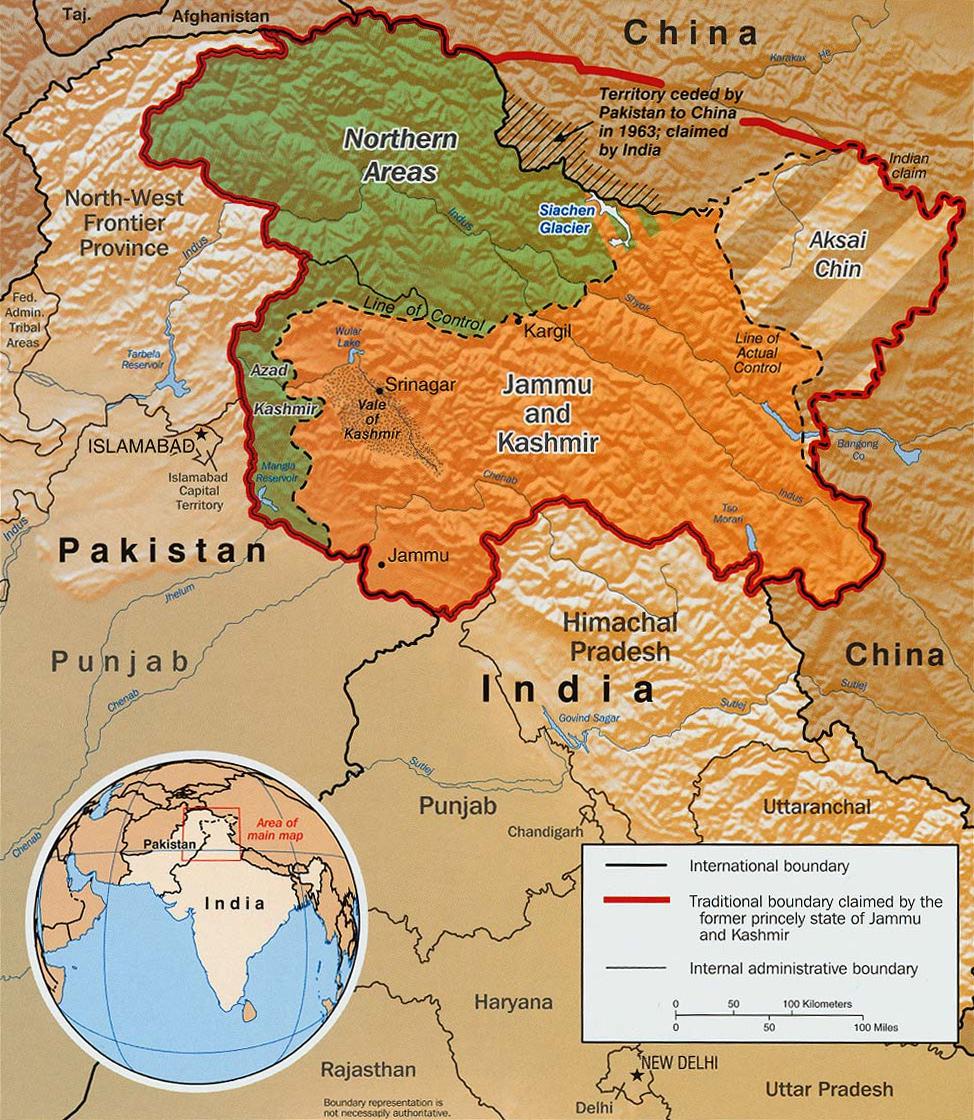 Taj.
Afghanistan
China
Karakax He
Territory ceded by
Pakistan to China
in 1963; claimed
by India
Indian
claim
Northern
Areas
North-West
Frontier
Province
Indus
Indus
Siachen
Glacier
Aksai
Chin
Fed.
Admin.
Tribal
Areas
Shyok
Line of Control
Kargil
Wular
Lake
Line of
Actual
Control
Tarbela
Reservoir
Azad
Kashmir
Srinagar
Vale
of
Kashmir
Jammu
and
Kashmir
ISLAMABAD
Bangong
Co
Islamabad
Capital
Territory
Mangla
Reservoir
Chenab
Indus
Tso
Morari
Indus
Pakistan
Jammu
Jhelum
Himachal
Pradesh
China
Punjab
India
Sutlej
Chenab
Sutlej
Govind Sagar
Sutlej
Punjab
Uttaranchal
Chandigarh
Chenab
Area of
main map
Pakistan
India
International boundary
Traditional boundary claimed by the
former princely state of Jammu
and Kashmir
Internal administrative boundary
0 50 100 Kilometers
0 50 100 Miles
Haryana
NEW DELHI
Rajasthan
Uttar Pradesh
Delhi
Boundary representation is
not necessarily authoritative.